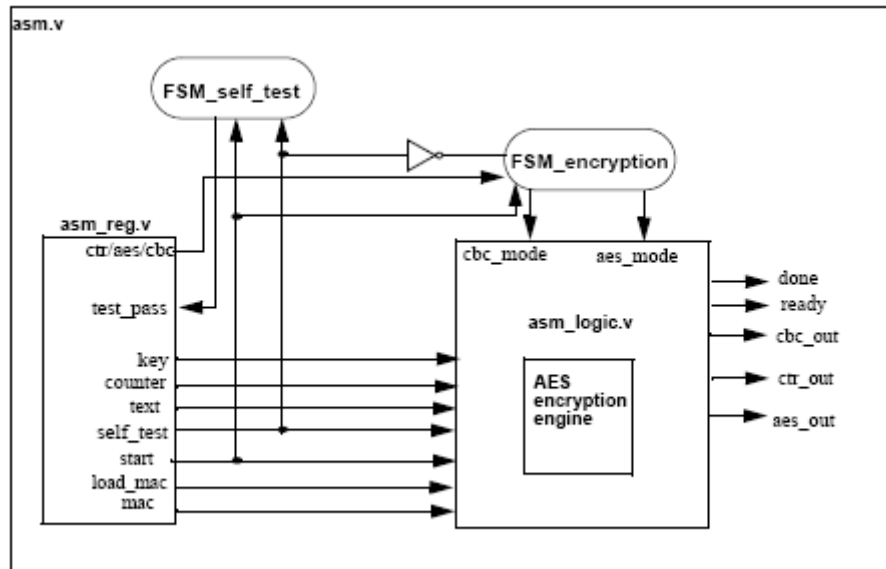 asm.v
FSM_self_test
FSM_encryption
asm_reg.v
ctr/aes/cbc
test_pass
key
counter
text
self_test
start
load_mac
mac
cbc_mode
aes_mode
asm_logic.v
AES
encryption
engine
done
ready
cbc_out
ctr_out
aes_out